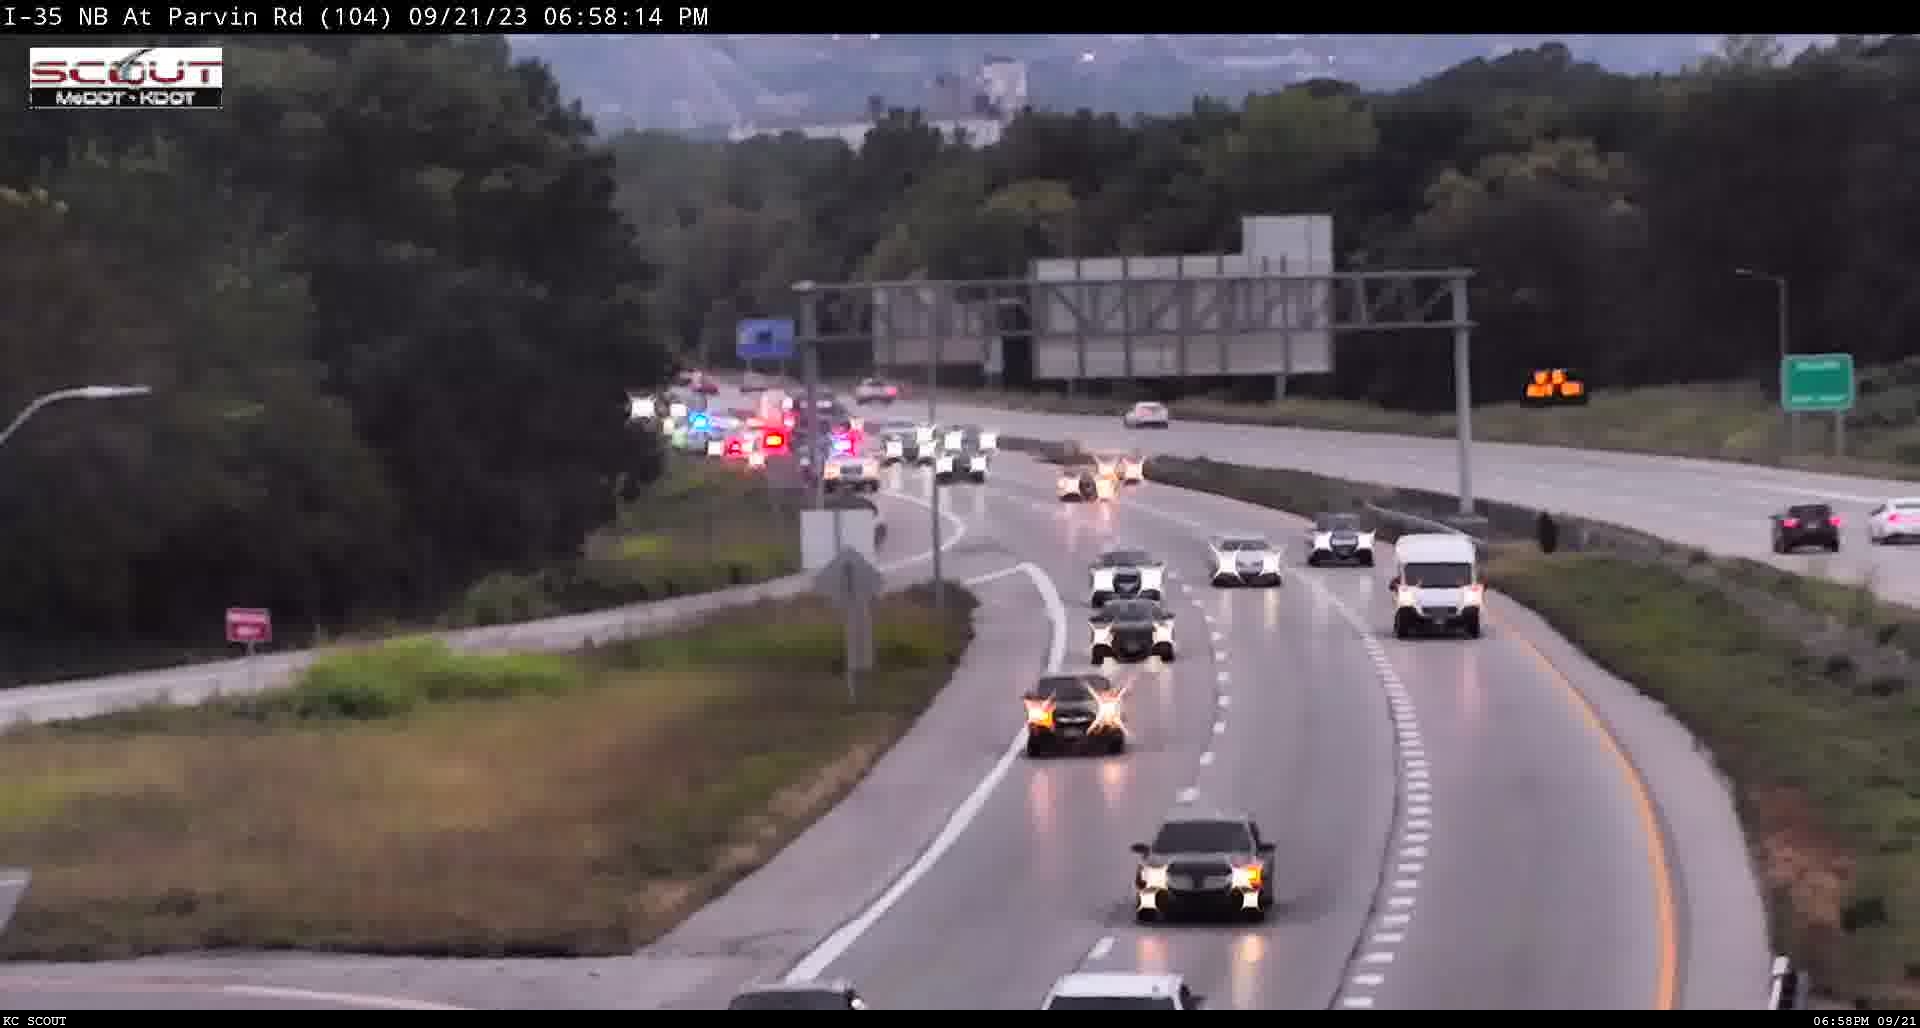 I-35 NB At Parvin Rd (104) 09/21/23 06:58:14 PM
SCOUT
MoDOT - KDOT
KC SCOUT
06:58PM 09/21